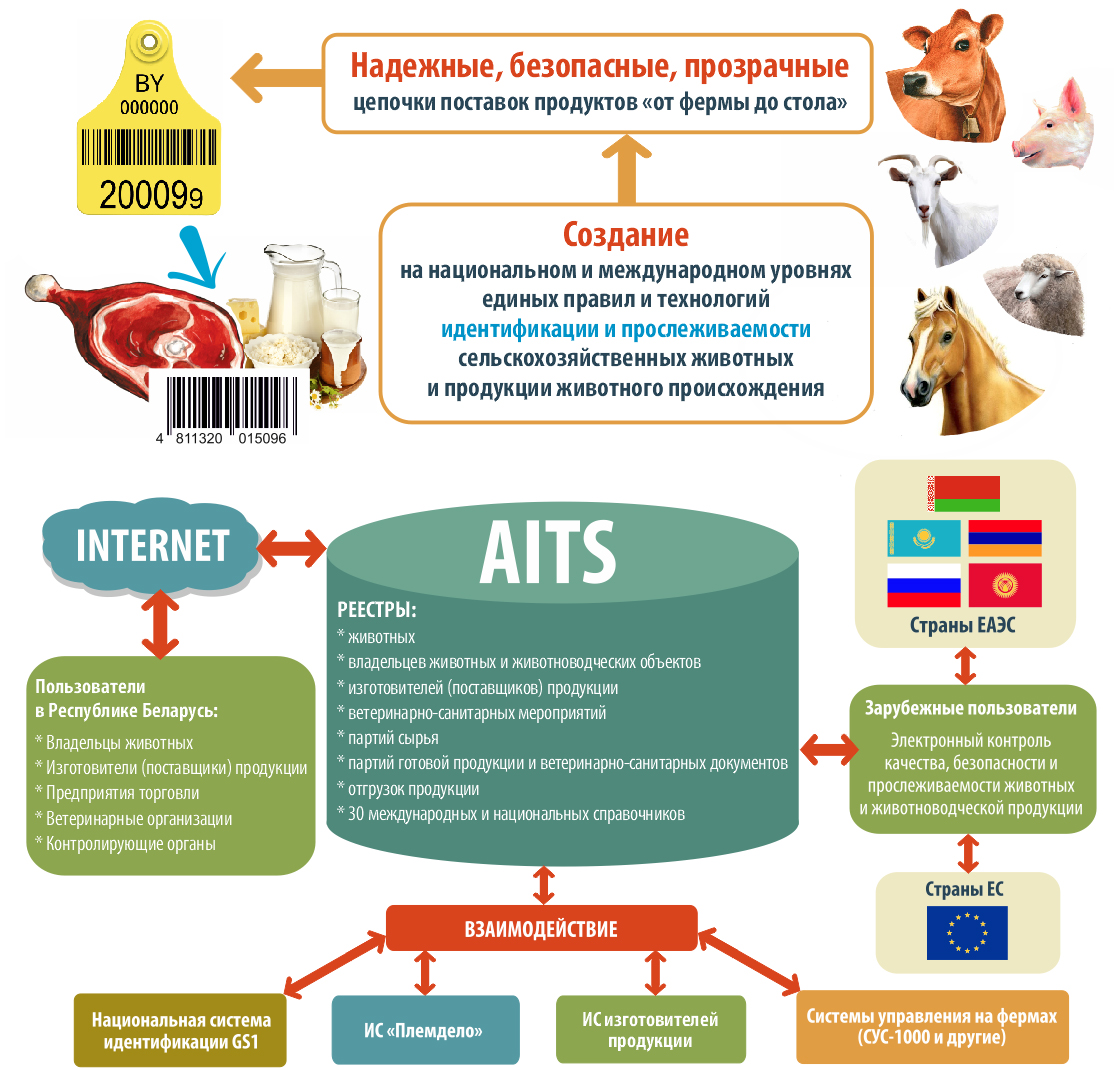 BY
000000
200099
Надежные, безопасные, прозрачные
цепочки поставок продуктов «от фермы до стола»
Создание
на национальном и международном уровнях
единых правил и технологий
идентификации и прослеживаемости
сельскохозяйственных животных
и продукции животного происхождения
4 811320 015096
INTERNET
AITS
РЕЕСТРЫ:
* животных
* владельцев животных и животноводческих объектов
* изготовителей (поставщиков) продукции
* ветеринарно-санитарных мероприятий
* партий сырья
* партий готовой продукции и ветеринарно-санитарных документов
* отгрузок продукции
* 30 международных и национальных справочников
Пользователи
в Республике Беларусь:
* Владельцы животных
* Изготовители (поставщики) продукции
* Предприятия торговли
* Ветеринарные организации
* Контролирующие органы
Страны ЕАЭС
Зарубежные пользователи
Электронный контроль
качества, безопасности и
прослеживаемости животных
и животноводческой продукции
Страны ЕС
ВЗАИМОДЕЙСТВИЕ
Национальная система
идентификации GS1
ИС «Племдело»
ИС изготовителей
продукции
Системы управления на фермах
(СУС-1000 и другие)